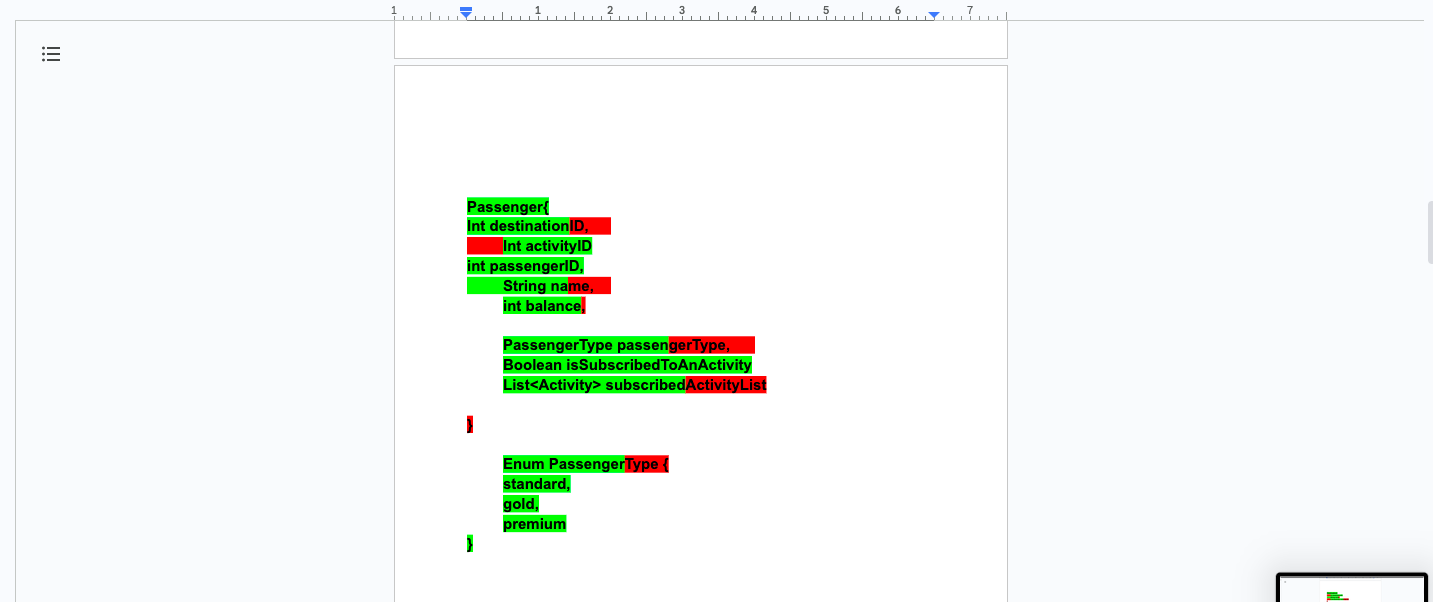 1 1 2 3 4 5 6 7
Passenger{
Int destinationID,
Int activityID
int passengerID,
String name,
int balance,
PassengerType passengerType,
Boolean isSubscribedToAnActivity
List<Activity> subscribedActivityList
}
Enum PassengerType {
standard,
gold,
premium
}